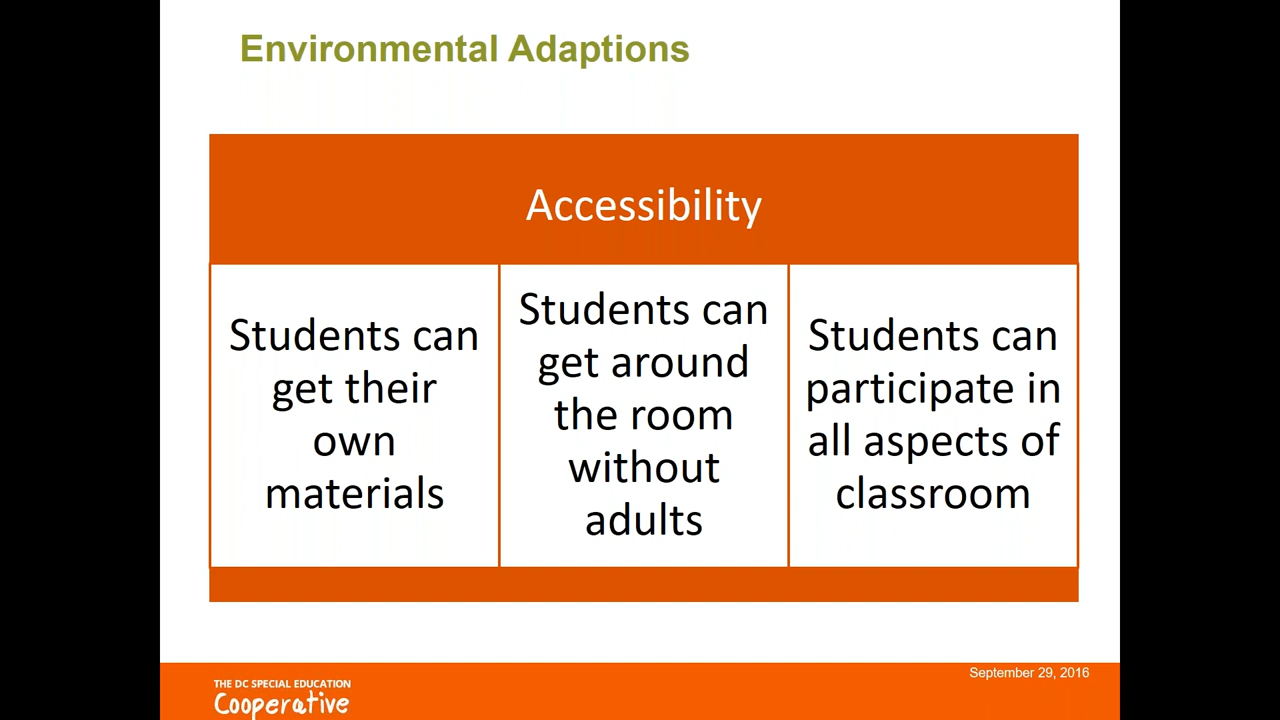 Environmental Adaptions
Accessibility
Students can
get their
own
materials
Students can
get around
the room
without
adults
Students can
participate in
all aspects of
classroom
September 29, 2016
THE DC SPECIAL EDUCATION
Cooperative